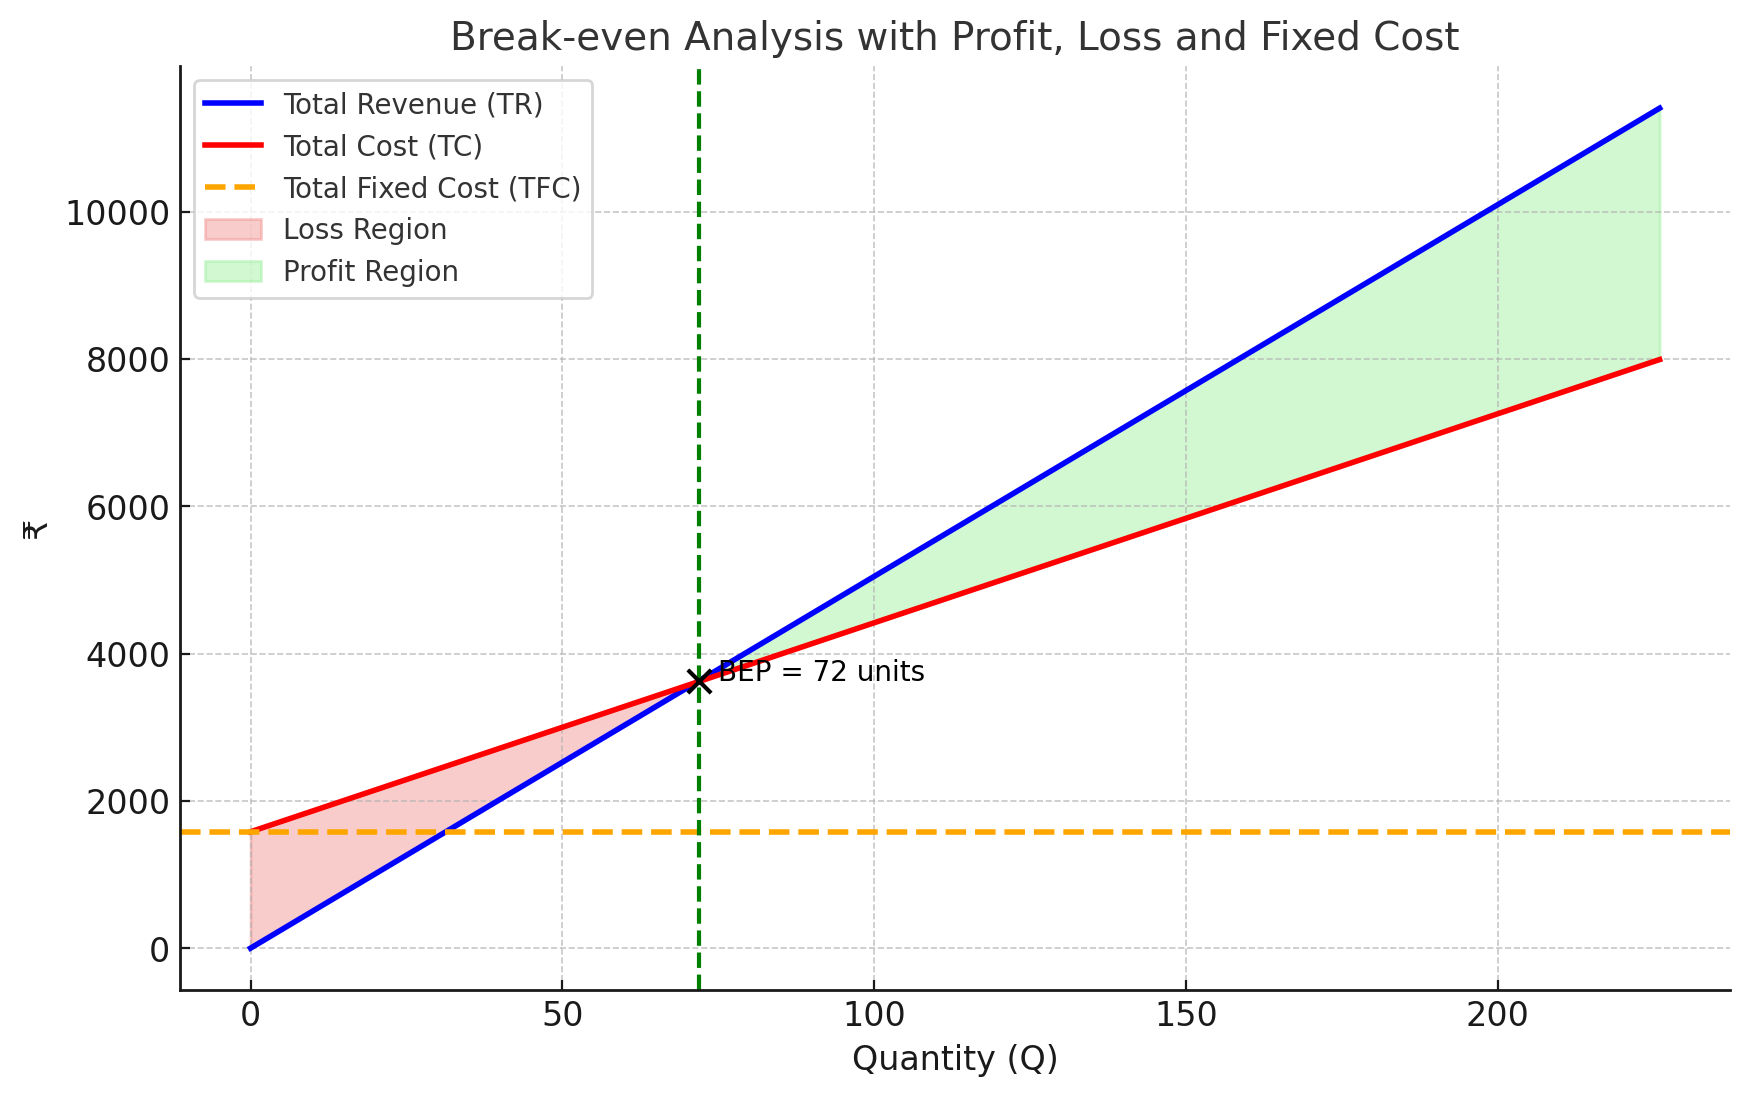 Break-even Analysis with Profit, Loss and Fixed Cost
Total Revenue (TR)
Total Cost (TC)
Total Fixed Cost (TFC)
Loss Region
Profit Region
10000
8000
6000
4000
2000
0
₹
BEP = 72 units
0 50 100 150 200
Quantity (Q)